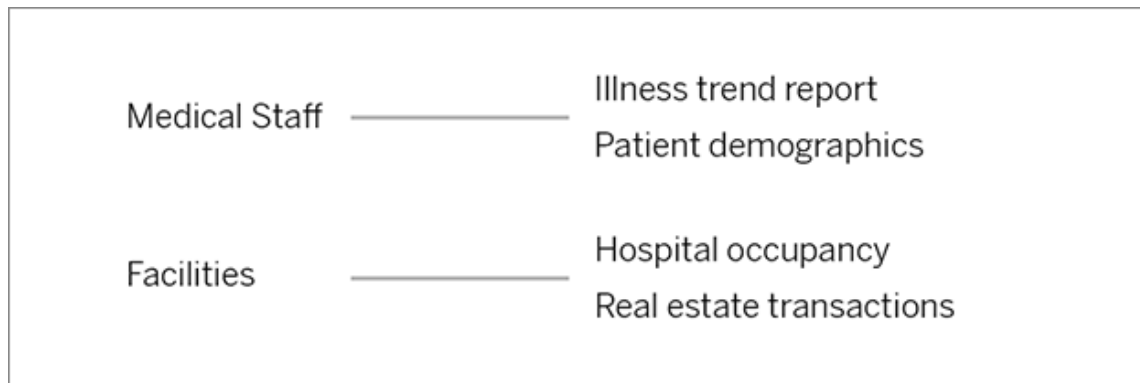 Medical Staff
Illness trend report
Patient demographics
Facilities
Hospital occupancy
Real estate transactions